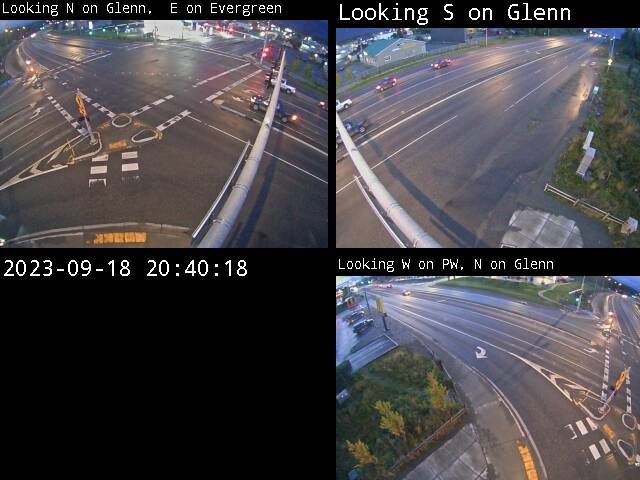 Looking N on Glenn,  E on Evergreen
Looking S on Glenn
2023-09-18 20:40:18
Looking W on PW, N on Glenn